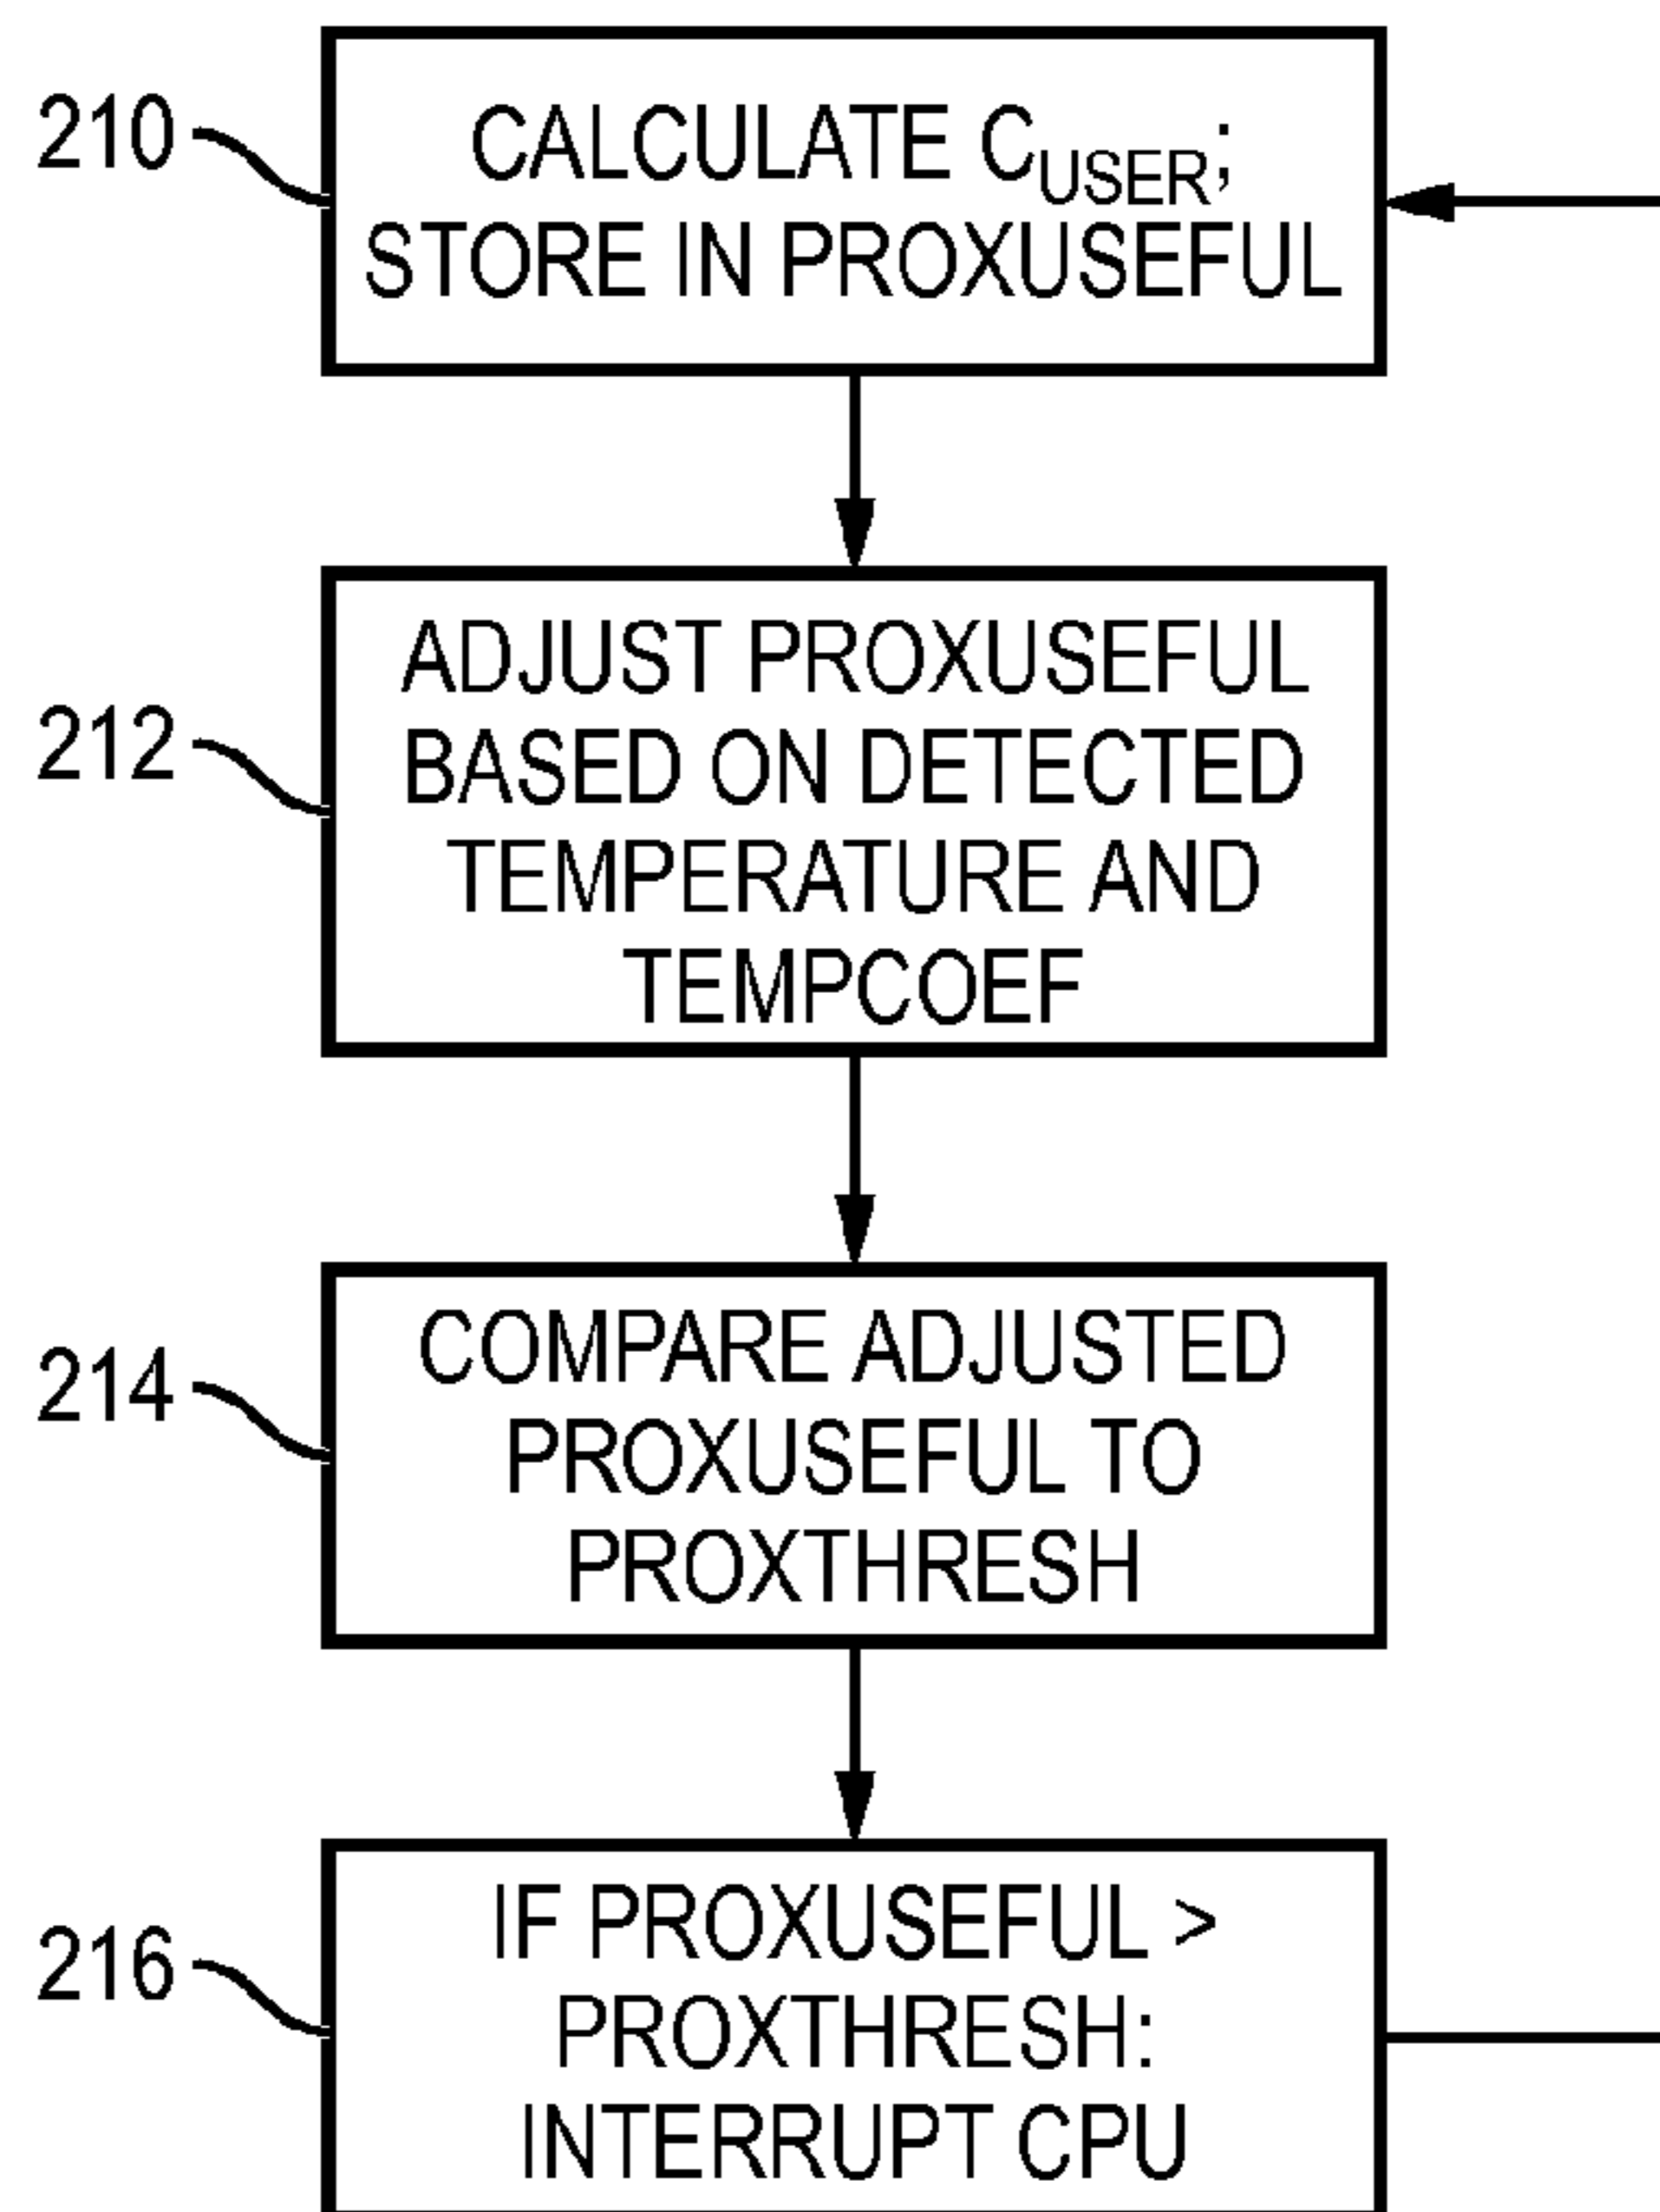 210
CALCULATE CUSER;
STORE IN PROXUSEFUL
212
ADJUST PROXUSEFUL
BASED ON DETECTED
TEMPERATURE AND
TEMPCOEF
214
COMPARE ADJUSTED
PROXUSEFUL TO
PROXTHRESH
216
IF PROXUSEFUL >
PROXTHRESH:
INTERRUPT CPU